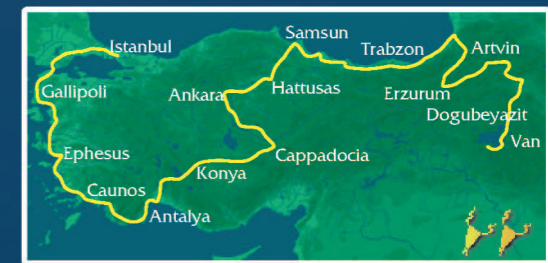 Samsun
Istanbul
Trabzon
Artvin
Gallipoli
Ankara
Hattusas
Erzurum
Dogubeyazit
Ephesus
Cappadocia
Van
Konya
Caunos
Antalya